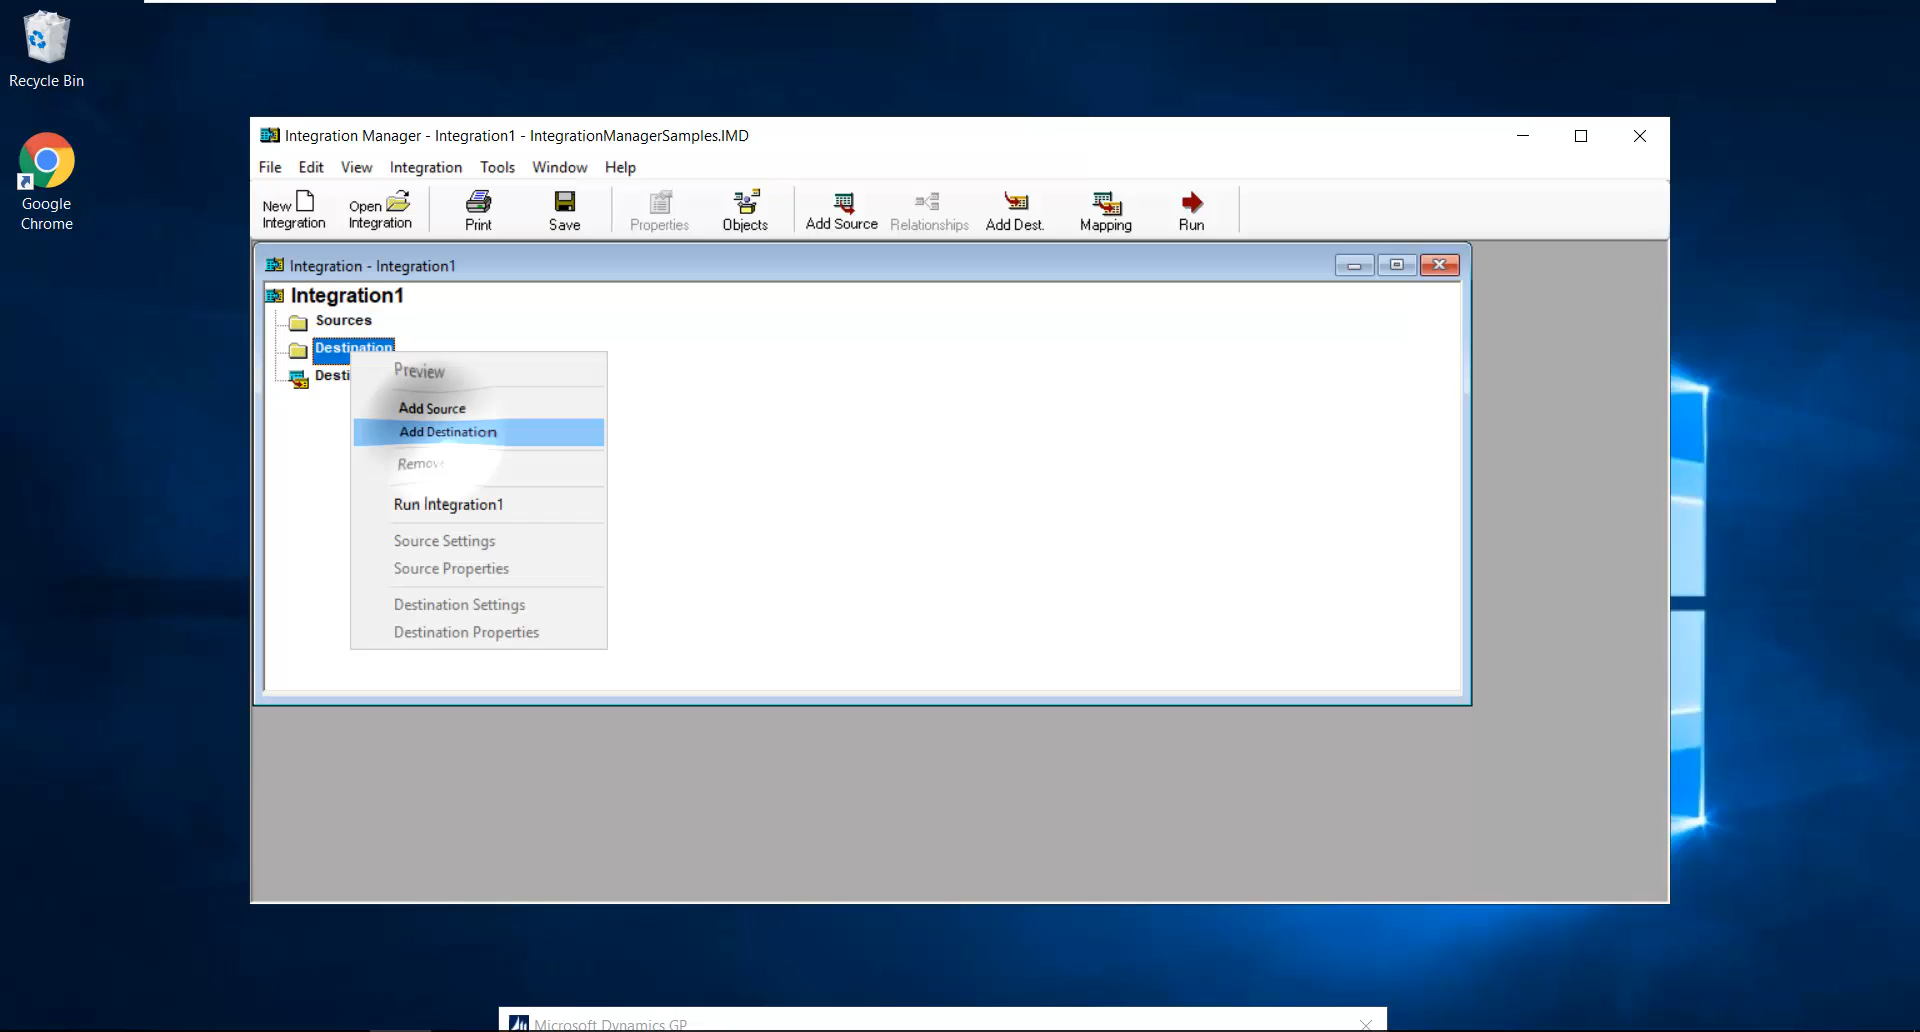 Recycle Bin
Google
Chrome
Integration Manager - Integration1 - IntegrationManagerSamples.IMD
File Edit View Integration Tools Window Help
New Integration Open Integration Print Save Properties Objects Add Source Relationships Add Dest. Mapping Run
Integration - Integration1
Integration1
Sources
Destination
Desti
Preview
Add Source
Add Destination
Remove
Run Integration1
Source Settings
Source Properties
Destination Settings
Destination Properties
Microsoft Dynamics GP